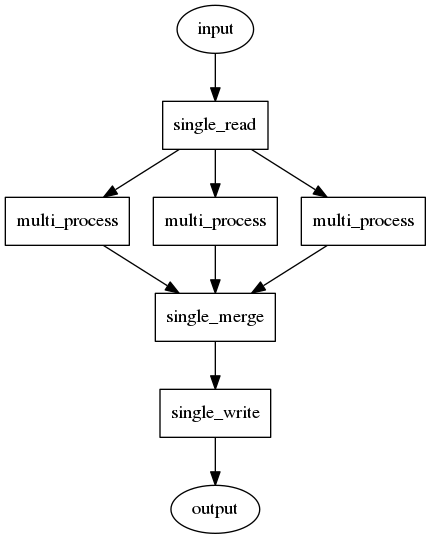 input
single_read
multi_process
multi_process
multi_process
single_merge
single_write
output